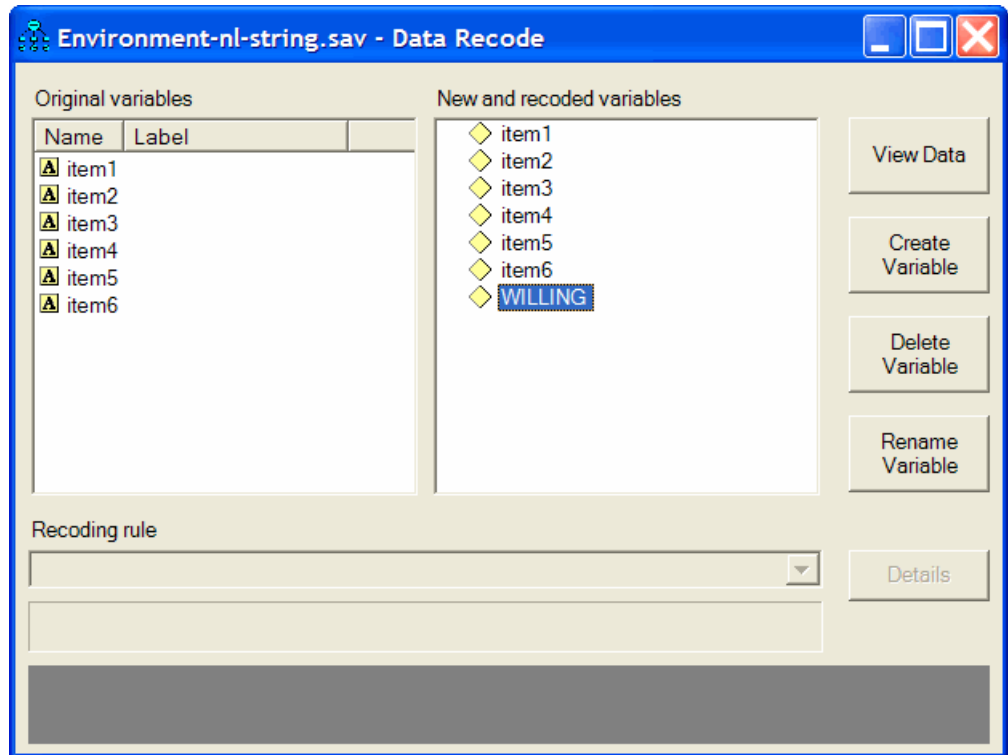 Environment-nl-string.sav - Data Recode
Original variables
Name Label
A item1
A item2
A item3
A item4
A item5
A item6
New and recoded variables
item1
item2
item3
item4
item5
item6
WILLING
View Data
Create
Variable
Delete
Variable
Rename
Variable
Recoding rule
Details